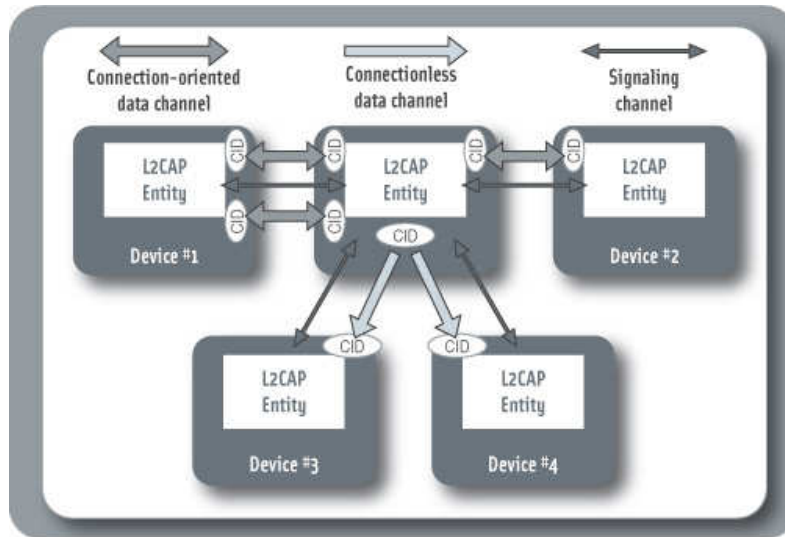 Connection-oriented
data channel
Connectionless
data channel
Signaling
channel
CID
CID
CID
CID
L2CAP
Entity
L2CAP
Entity
L2CAP
Entity
CID
CID
CID
Device #1
Device #2
CID
CID
L2CAP
Entity
L2CAP
Entity
Device #3
Device #4